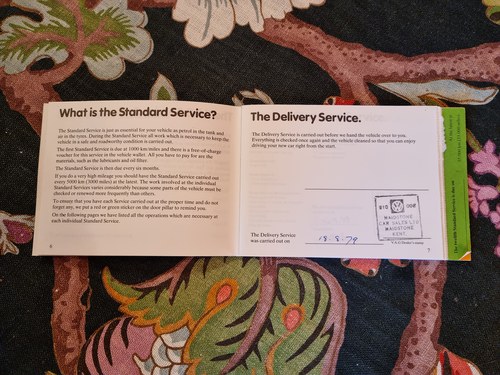 What is the Standard Service?
The Standard Service is just as essential for your vehicle as petrol in the tank and
air in the tyres. During the Standard Service all work which is necessary to keep the
vehicle in a safe and roadworthy condition is carried out.
The first Standard Service is due at 1000 km/miles and there is a free-of-charge
voucher for this service in the vehicle wallet. All you have to pay for are the
materials, such as the lubricants and oil filter.
The Standard Service is then due every six months.
If you do a very high mileage you should have the Standard Service carried out
every 5000 km (3000 miles) at the latest. The work involved at the individual
Standard Services varies considerably because some parts of the vehicle must be
checked or renewed more frequently than others.
To ensure that you have each Service carried out at the proper time and do not
forget any, we put a red or green sticker on the door pillar to remind you.
On the following pages we have listed all the operations which are necessary at
each individual Standard Service.
6
The Delivery Service.
The Delivery Service is carried out before we hand the vehicle over to you.
Everything is checked once again and the vehicle cleaned so that you can enjoy
driving your new car right from the start.
The Delivery Service
was carried out on
18.8.79
MAIDSTONE
CAR SALES LTD
MAIDSTONE
KENT.
7